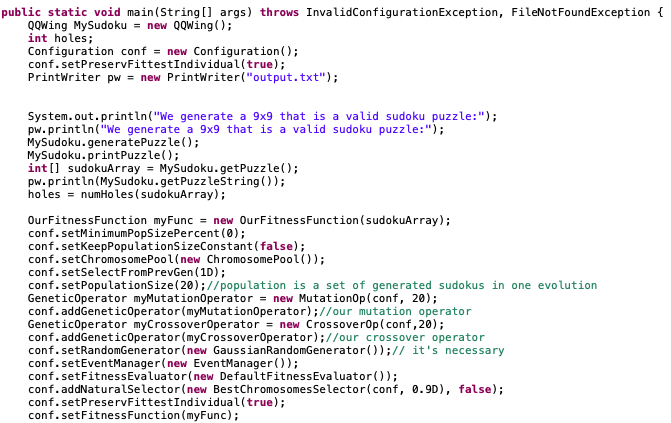 public static void main(String[] args) throws InvalidConfigurationException, FileNotFoundException {
QQWing MySudoku = new QQWing();
int holes;
Configuration conf = new Configuration();
conf.setPreservFittestIndividual(true);
PrintWriter pw = new PrintWriter("output.txt");
System.out.println("We generate a 9x9 that is a valid sudoku puzzle:");
pw.println("We generate a 9x9 that is a valid sudoku puzzle:");
MySudoku.generatePuzzle();
MySudoku.printPuzzle();
int[] sudokuArray = MySudoku.getPuzzle();
pw.println(MySudoku.getPuzzleString());
holes = numHoles(sudokuArray);
OurFitnessFunction myFunc = new OurFitnessFunction(sudokuArray);
conf.setMinimumPopSizePercent(0);
conf.setKeepPopulationSizeConstant(false);
conf.setChromosomePool(new ChromosomePool());
conf.setSelectFromPrevGen(1D);
conf.setPopulationSize(20);//population is a set of generated sudokus in one evolution
GeneticOperator myMutationOperator = new MutationOp(conf, 20);
conf.addGeneticOperator(myMutationOperator);//our mutation operator
GeneticOperator myCrossoverOperator = new CrossoverOp(conf,20);
conf.addGeneticOperator(myCrossoverOperator);//our crossover operator
conf.setRandomGenerator(new GaussianRandomGenerator());// it's necessary
conf.setEventManager(new EventManager());
conf.setFitnessEvaluator(new DefaultFitnessEvaluator());
conf.addNaturalSelector(new BestChromosomesSelector(conf, 0.9D), false);
conf.setPreservFittestIndividual(true);
conf.setFitnessFunction(myFunc);